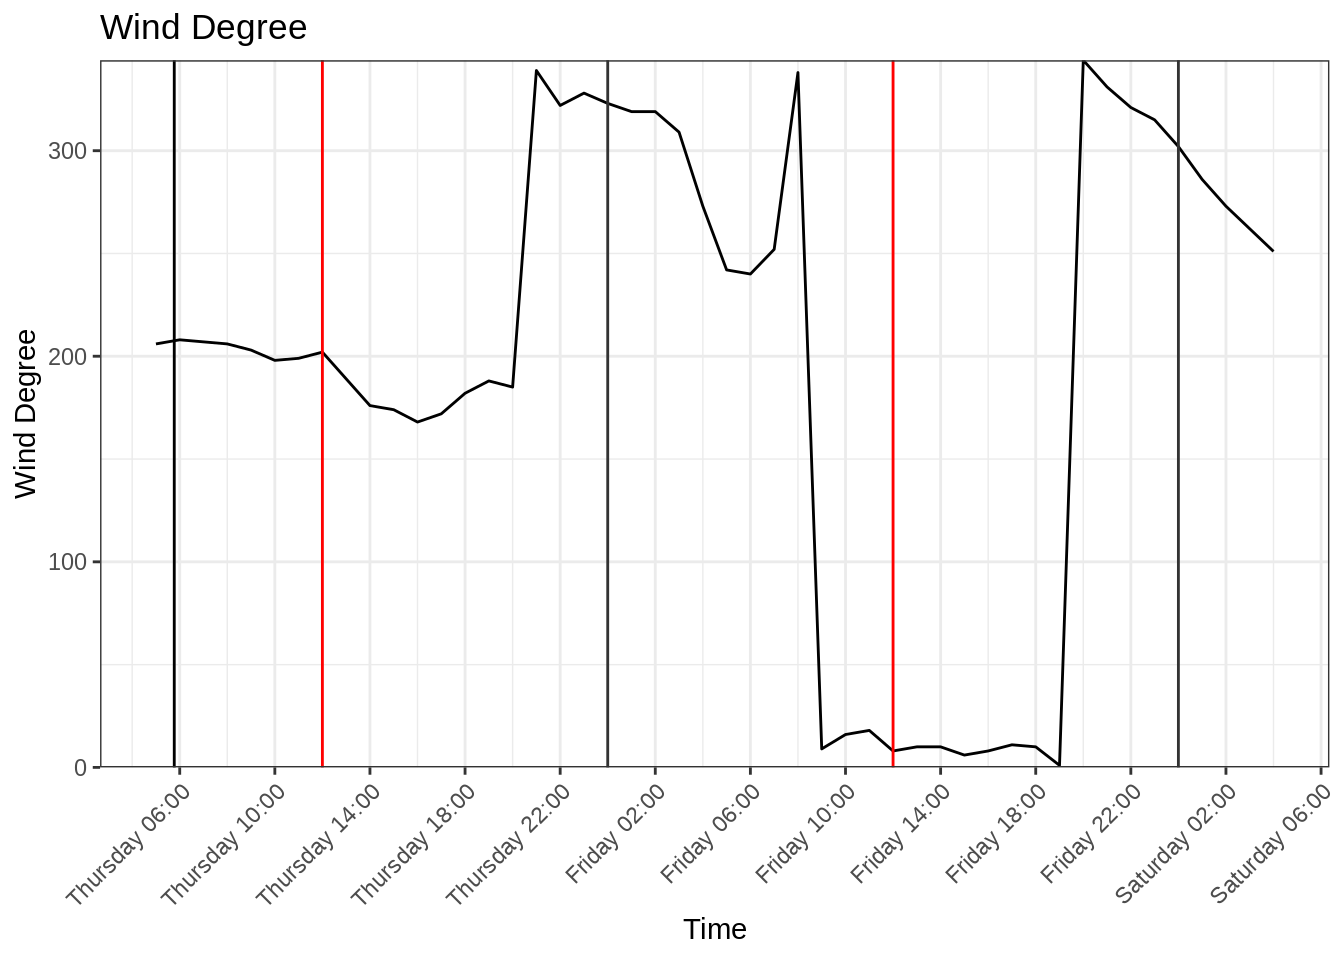 Wind Degree
Wind Degree
300
200
100
0
Thursday 06:00
Thursday 10:00
Thursday 14:00
Thursday 18:00
Thursday 22:00
Friday 02:00
Friday 06:00
Friday 10:00
Friday 14:00
Friday 18:00
Friday 22:00
Saturday 02:00
Saturday 06:00
Time